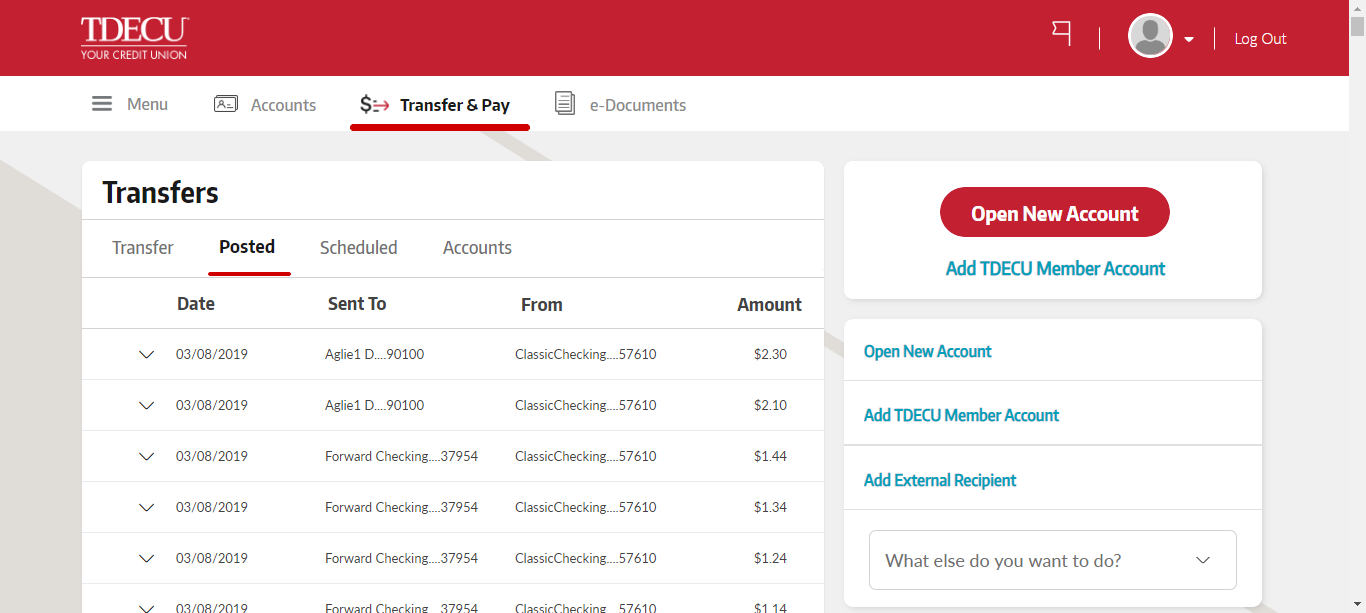 TDECU
YOUR CREDIT UNION
Log Out
Menu
Accounts
Transfer & Pay
e-Documents
Transfers
Transfer
Posted
Scheduled
Accounts
Date Sent To From Amount
03/08/2019 Aglie1 D....90100 ClassicChecking....57610 $2.30
03/08/2019 Aglie1 D....90100 ClassicChecking....57610 $2.10
03/08/2019 Forward Checking....37954 ClassicChecking....57610 $1.44
03/08/2019 Forward Checking....37954 ClassicChecking....57610 $1.34
03/08/2019 Forward Checking....37954 ClassicChecking....57610 $1.24
03/08/2019 Forward Checking....37954 ClassicChecking....57610 $1.14
Open New Account
Add TDECU Member Account
Open New Account
Add TDECU Member Account
Add External Recipient
What else do you want to do?